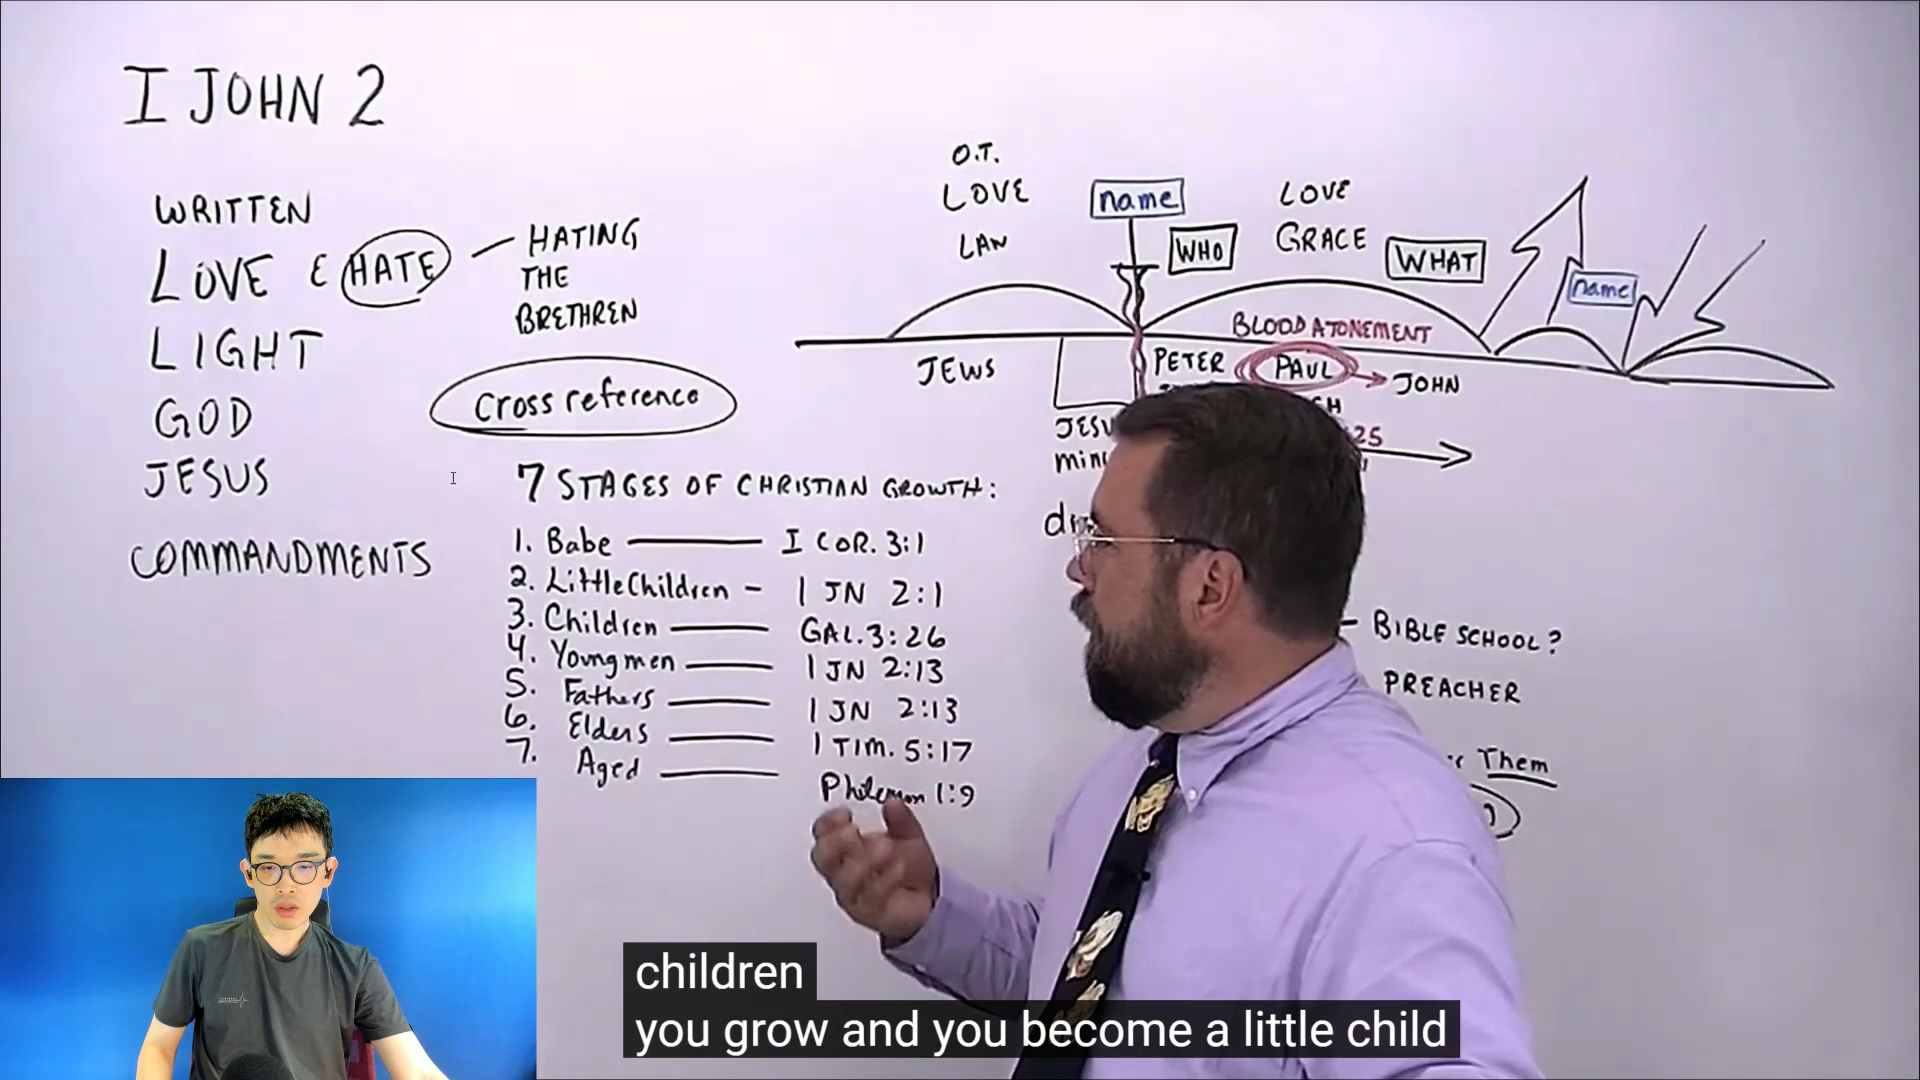 I JOHN 2
WRITTEN
LOVE & HATE
HATING
THE
BRETHREN
LIGHT
GOD
JESUS
COMMANDMENTS
Cross reference
7 STAGES OF CHRISTIAN GROWTH:
1. Babe — I COR. 3:1
2. Little Children - 1 JN 2:1
3. Children — GAL. 3:26
4. Young men — 1 JN 2:13
5. Fathers — 1 JN 2:13
6. Elders — 1 TIM. 5:17
7. Aged — Philemon 1:9
O.T.
LOVE
LAW
name
WHO
LOVE
GRACE
WHAT
name
BLOOD ATONEMENT
JEWS
PETER
PAUL
JOHN
BIBLE SCHOOL?
PREACHER
Them
children
you grow and you become a little child